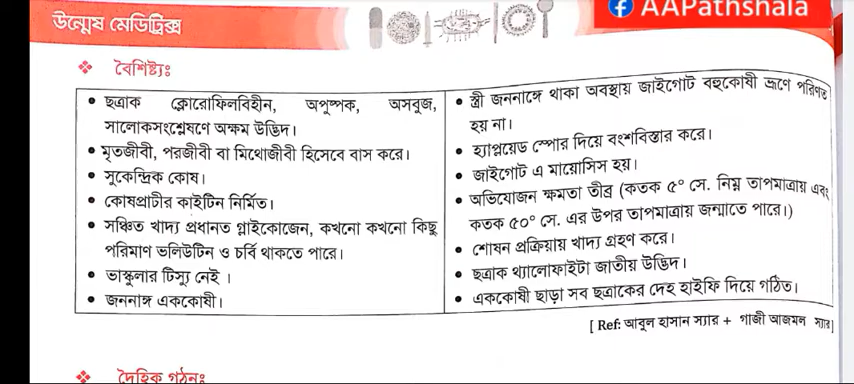 AAPathshala
উন্মেষ মেডিট্রিক্স
❖ বৈশিষ্ট্যঃ
• ছত্রাক ক্লোরোফিলবিহীন, অপুষ্পক, অসবুজ,
সালোকসংশ্লেষণে অক্ষম উদ্ভিদ।
• মৃতজীবী, পরজীবী বা মিথোজীবী হিসেবে বাস করে।
• সুকেন্দ্রিক কোষ।
• কোষপ্রাচীর কাইটিন নির্মিত।
• সঞ্চিত খাদ্য প্রধানত গ্লাইকোজেন, কখনো কখনো কিছু
পরিমাণ ভলিউটিন ও চর্বি থাকতে পারে।
• ভাস্কুলার টিস্যু নেই ।
• জননাঙ্গ এককোষী।
• স্ত্রী জননাঙ্গে থাকা অবস্থায় জাইগোট বহুকোষী ভ্রূণে পরিণত
হয় না।
• হ্যাপ্লয়েড স্পোর দিয়ে বংশবিস্তার করে।
• জাইগোট এ মায়োসিস হয়।
• অভিযোজন ক্ষমতা তীব্র (কতক ৫° সে. নিম্ন তাপমাত্রায় এবং
কতক ৫০° সে. এর উপর তাপমাত্রায় জন্মাতে পারে।)
• শোষন প্রক্রিয়ায় খাদ্য গ্রহণ করে।
• ছত্রাক থ্যালোফাইটা জাতীয় উদ্ভিদ।
• এককোষী ছাড়া সব ছত্রাকের দেহ হাইফি দিয়ে গঠিত।
[ Ref: আবুল হাসান স্যার + গাজী আজমল স্যার]
❖ দৈহিক গঠনঃ